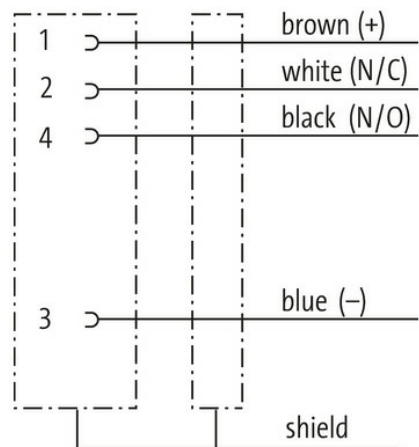 1 brown (+)
2 white (N/C)
4 black (N/O)
3 blue (–)
shield